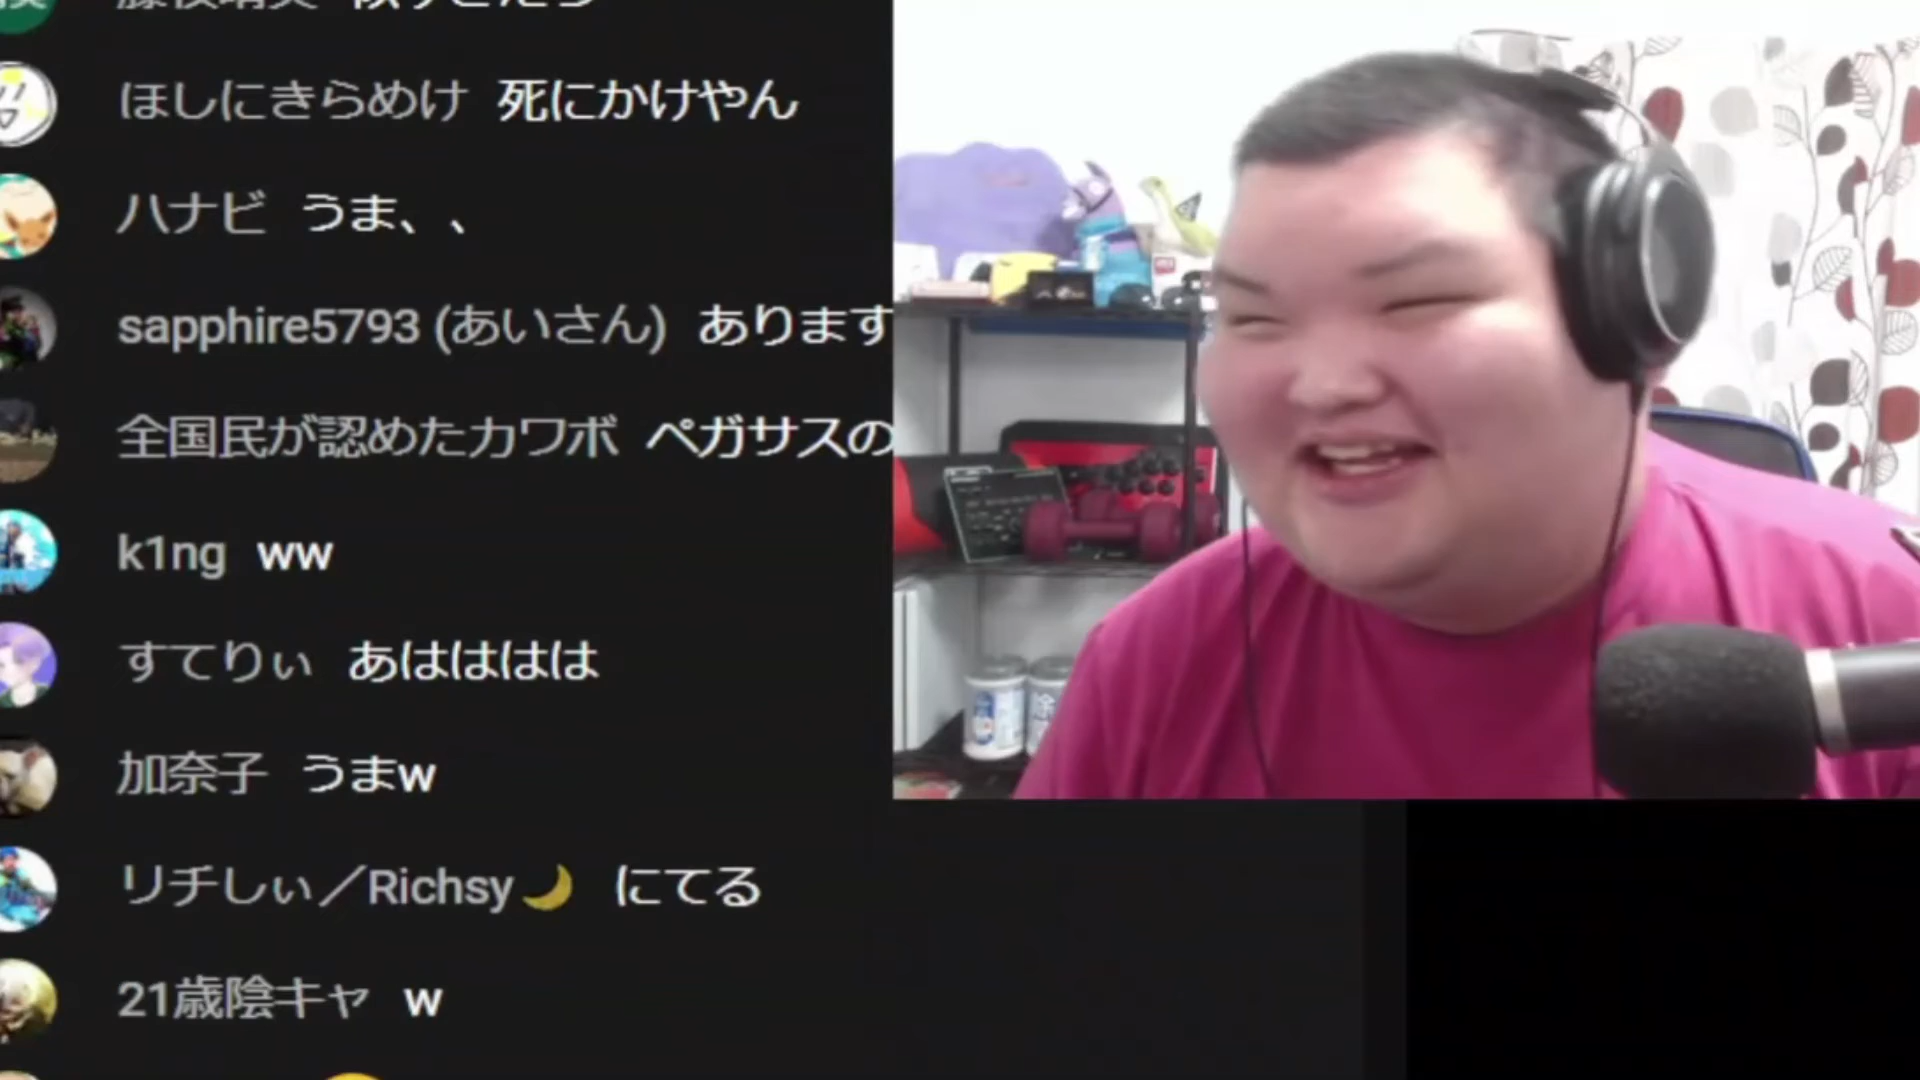 ほしにきらめけ 死にかけやん
ハナビ うま、、
sapphire5793 (あいさん) あります
全国民が認めたカワボ ペガサスの
k1ng ww
すてりぃ あはははは
加奈子 うまw
リチしぃ／Richsy🌙 にてる
21歳陰キャ w